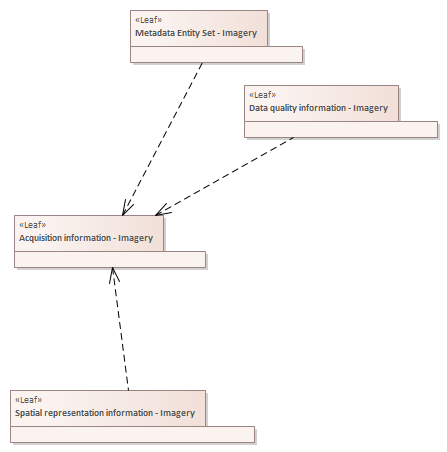 «Leaf»
Metadata Entity Set - Imagery
«Leaf»
Data quality information - Imagery
«Leaf»
Acquisition information - Imagery
«Leaf»
Spatial representation information - Imagery